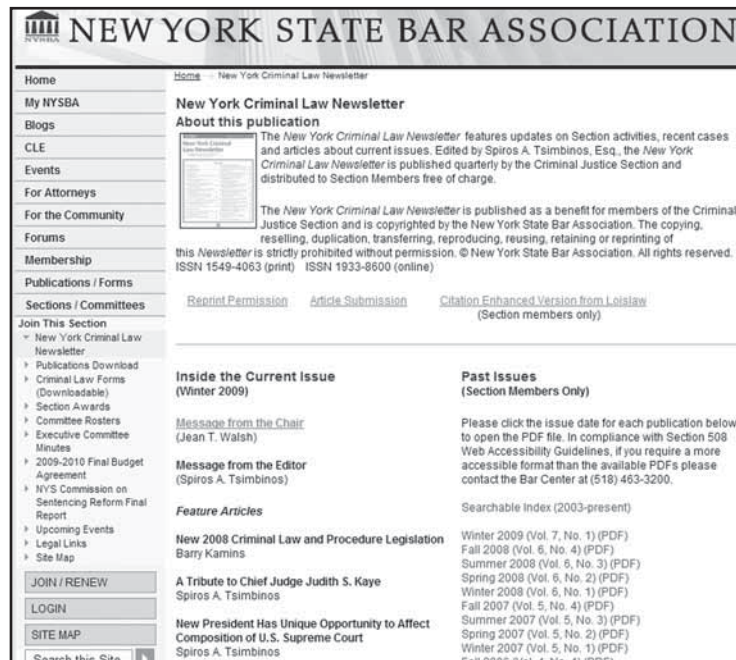 NYSBA
NEW YORK STATE BAR ASSOCIATION
Home
My NYSBA
Blogs
CLE
Events
For Attorneys
For the Community
Forums
Membership
Publications / Forms
Sections / Committees
Join This Section
New York Criminal Law
Newsletter
Publications Download
Criminal Law Forms
(Downloadable)
Section Awards
Committee Rosters
Executive Committee
Minutes
2009-2010 Final Budget
Agreement
NYS Commission on
Sentencing Reform Final
Report
Upcoming Events
Legal Links
Site Map
JOIN / RENEW
LOGIN
SITE MAP
Search this Site
Home → New York Criminal Law Newsletter
New York Criminal Law Newsletter
About this publication
The New York Criminal Law Newsletter features updates on Section activities, recent cases
and articles about current issues. Edited by Spiros A. Tsimbinos, Esq., the New York
Criminal Law Newsletter is published quarterly by the Criminal Justice Section and
distributed to Section Members free of charge.
The New York Criminal Law Newsletter is published as a benefit for members of the Criminal
Justice Section and is copyrighted by the New York State Bar Association. The copying,
reselling, duplication, transferring, reproducing, reusing, retaining or reprinting of
this Newsletter is strictly prohibited without permission. © New York State Bar Association. All rights reserved.
ISSN 1549-4063 (print) ISSN 1933-8600 (online)
Reprint Permission Article Submission Citation Enhanced Version from Loislaw
(Section members only)
Inside the Current Issue
(Winter 2009)
Message from the Chair
(Jean T. Walsh)
Message from the Editor
(Spiros A. Tsimbinos)
Feature Articles
New 2008 Criminal Law and Procedure Legislation
Barry Kamins
A Tribute to Chief Judge Judith S. Kaye
Spiros A. Tsimbinos
New President Has Unique Opportunity to Affect
Composition of U.S. Supreme Court
Spiros A. Tsimbinos
Past Issues
(Section Members Only)
Please click the issue date for each publication below
to open the PDF file. In compliance with Section 508
Web Accessibility Guidelines, if you require a more
accessible format than the available PDFs please
contact the Bar Center at (518) 463-3200.
Searchable Index (2003-present)
Winter 2009 (Vol. 7, No. 1) (PDF)
Fall 2008 (Vol. 6, No. 4) (PDF)
Summer 2008 (Vol. 6, No. 3) (PDF)
Spring 2008 (Vol. 6, No. 2) (PDF)
Winter 2008 (Vol. 6, No. 1) (PDF)
Fall 2007 (Vol. 5, No. 4) (PDF)
Summer 2007 (Vol. 5, No. 3) (PDF)
Spring 2007 (Vol. 5, No. 2) (PDF)
Winter 2007 (Vol. 5, No. 1) (PDF)